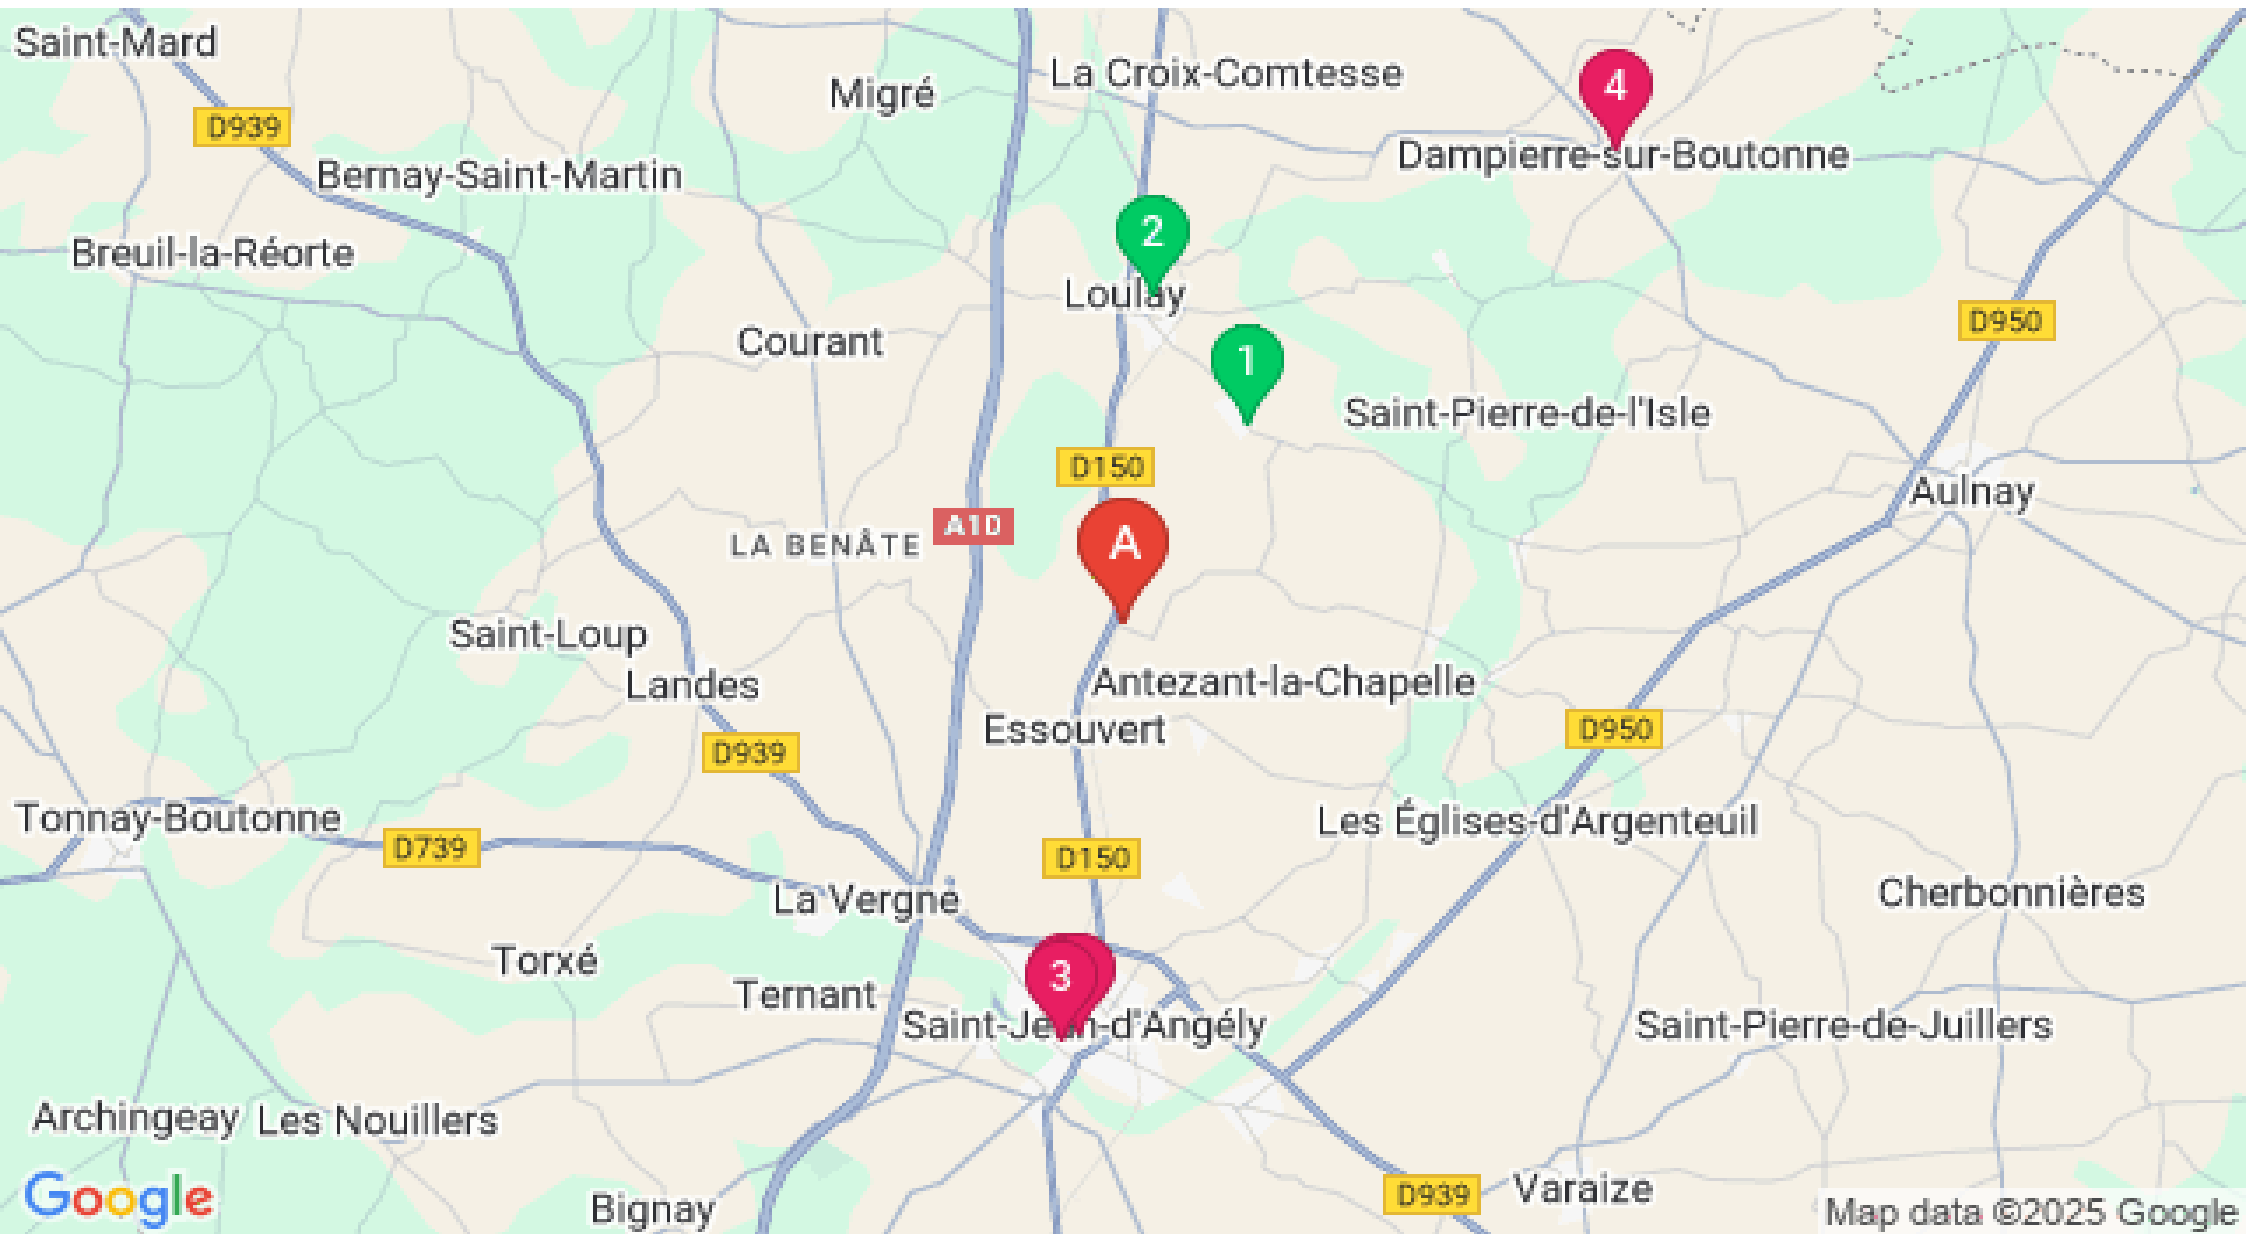 Saint-Mard
La Croix-Comtesse
4
Migré
D939
Dampierre-sur-Boutonne
Bernay-Saint-Martin
2
Breuil-la-Réorte
Loulay
D950
Courant
1
Saint-Pierre-de-l'Isle
D150
Aulnay
A10
LA BENÂTE
A
Saint-Loup
Landes
Antezant-la-Chapelle
Essouvert
D950
D939
Tonnay-Boutonne
Les Églises-d'Argenteuil
D739
D150
Cherbonnières
La Vergne
Torxé
3
Ternant
Saint-Jean-d'Angély
Saint-Pierre-de-Juillers
Archingeay
Les Nouillers
Varaize
D939
Google
Bignay
Map data ©2025 Google